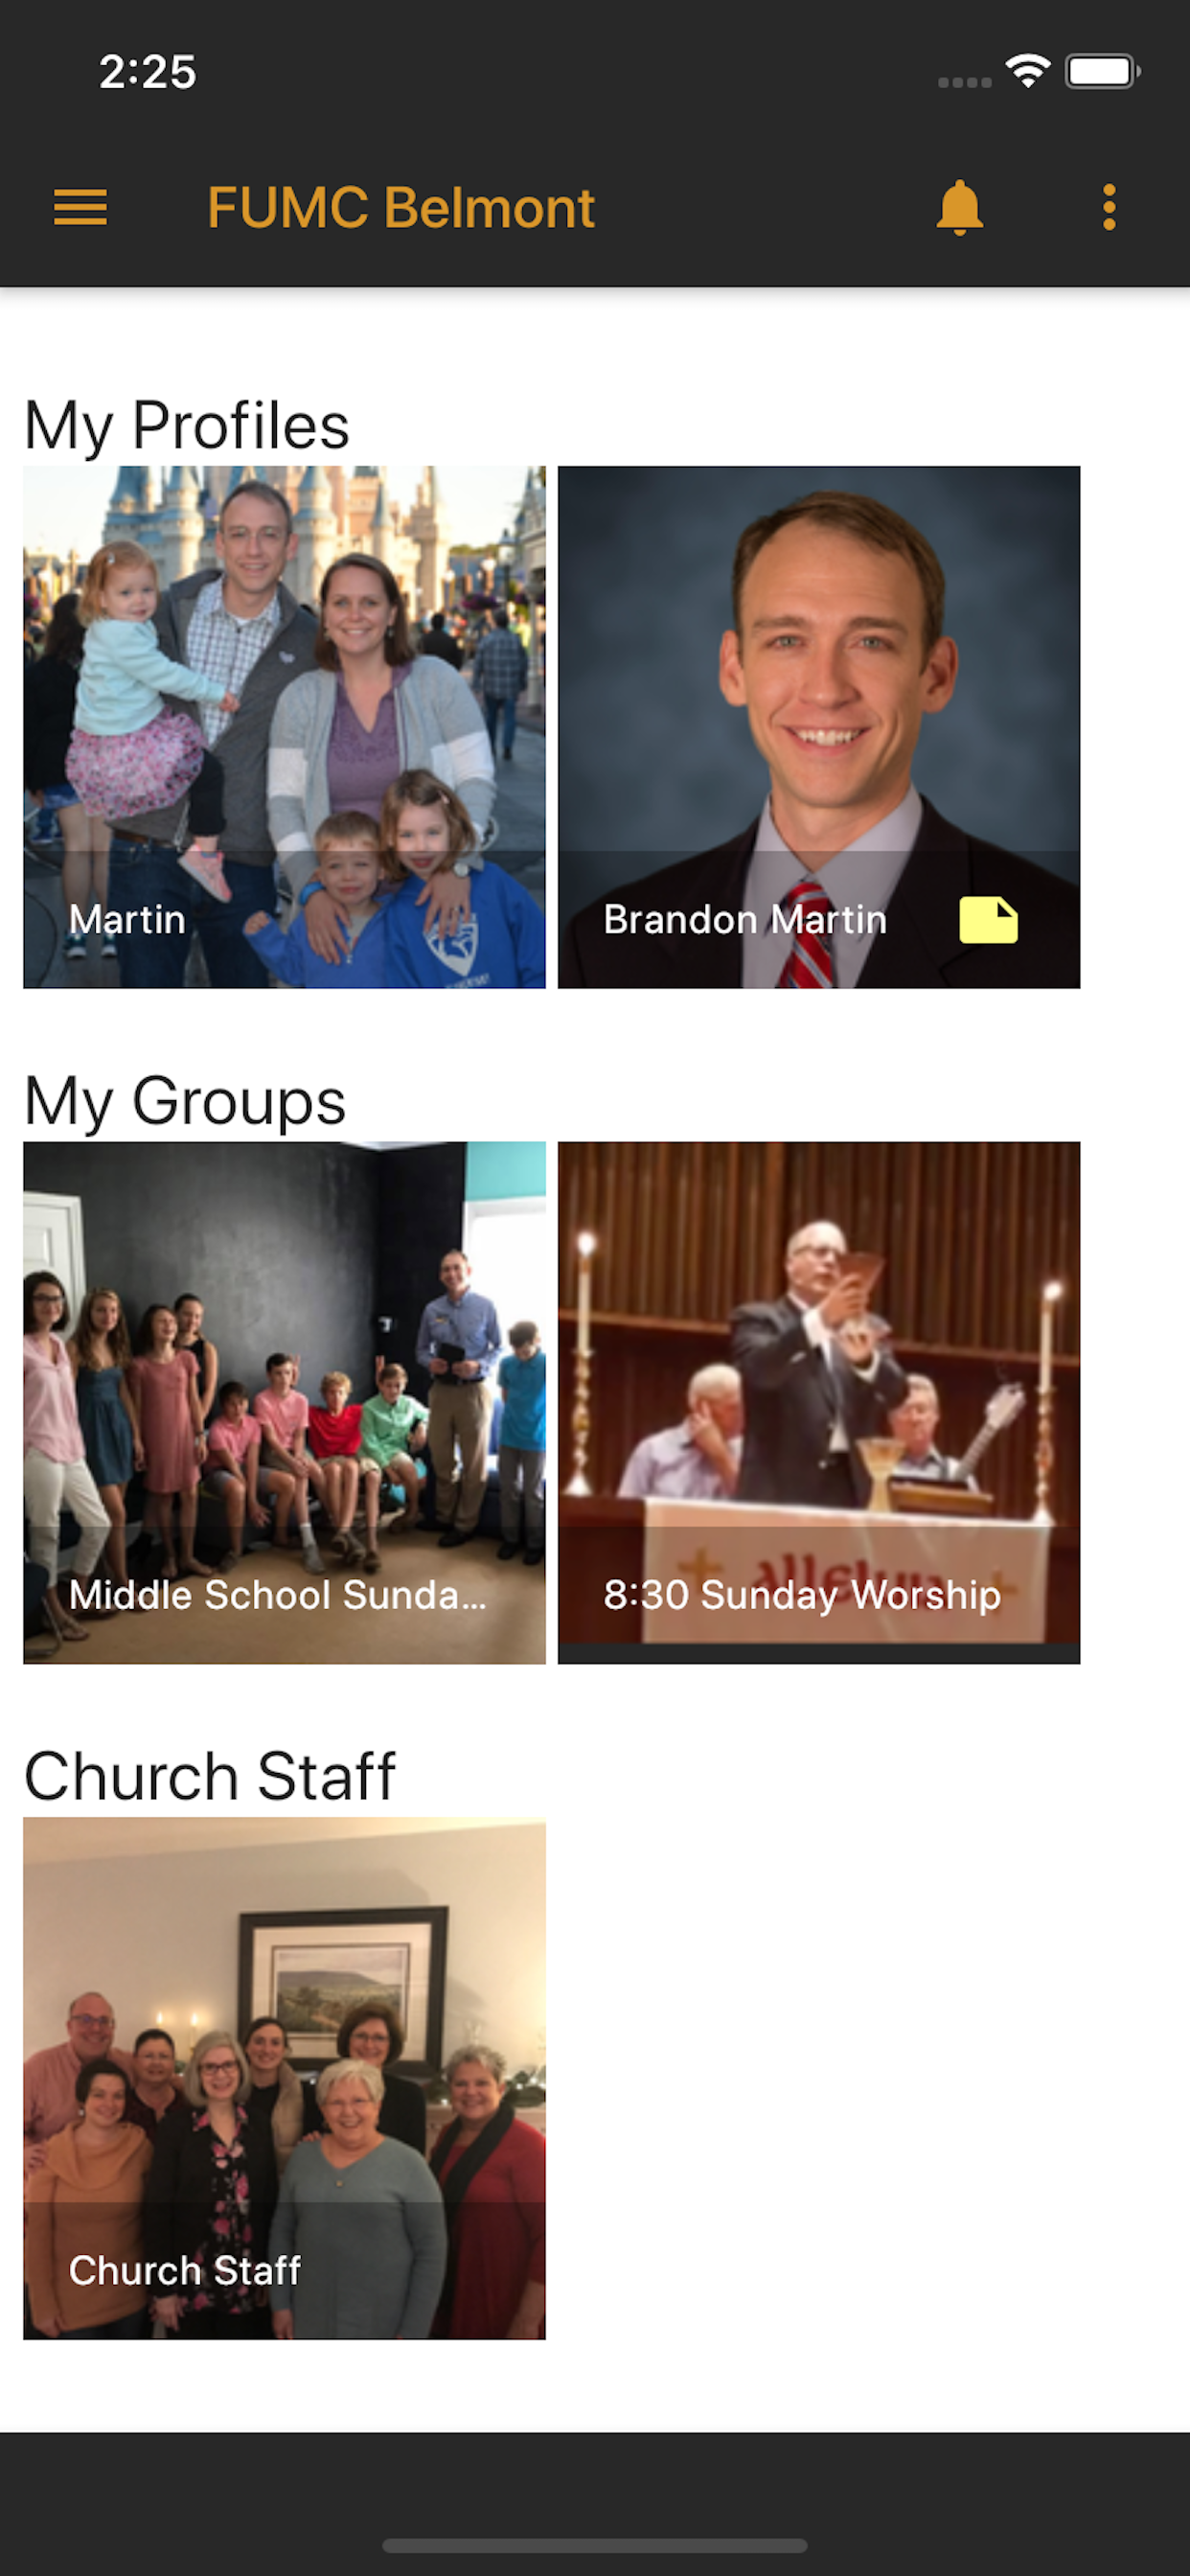 2:25
FUMC Belmont
My Profiles
Martin
Brandon Martin
My Groups
Middle School Sunda...
8:30 Sunday Worship
Alleluia
Church Staff
Church Staff